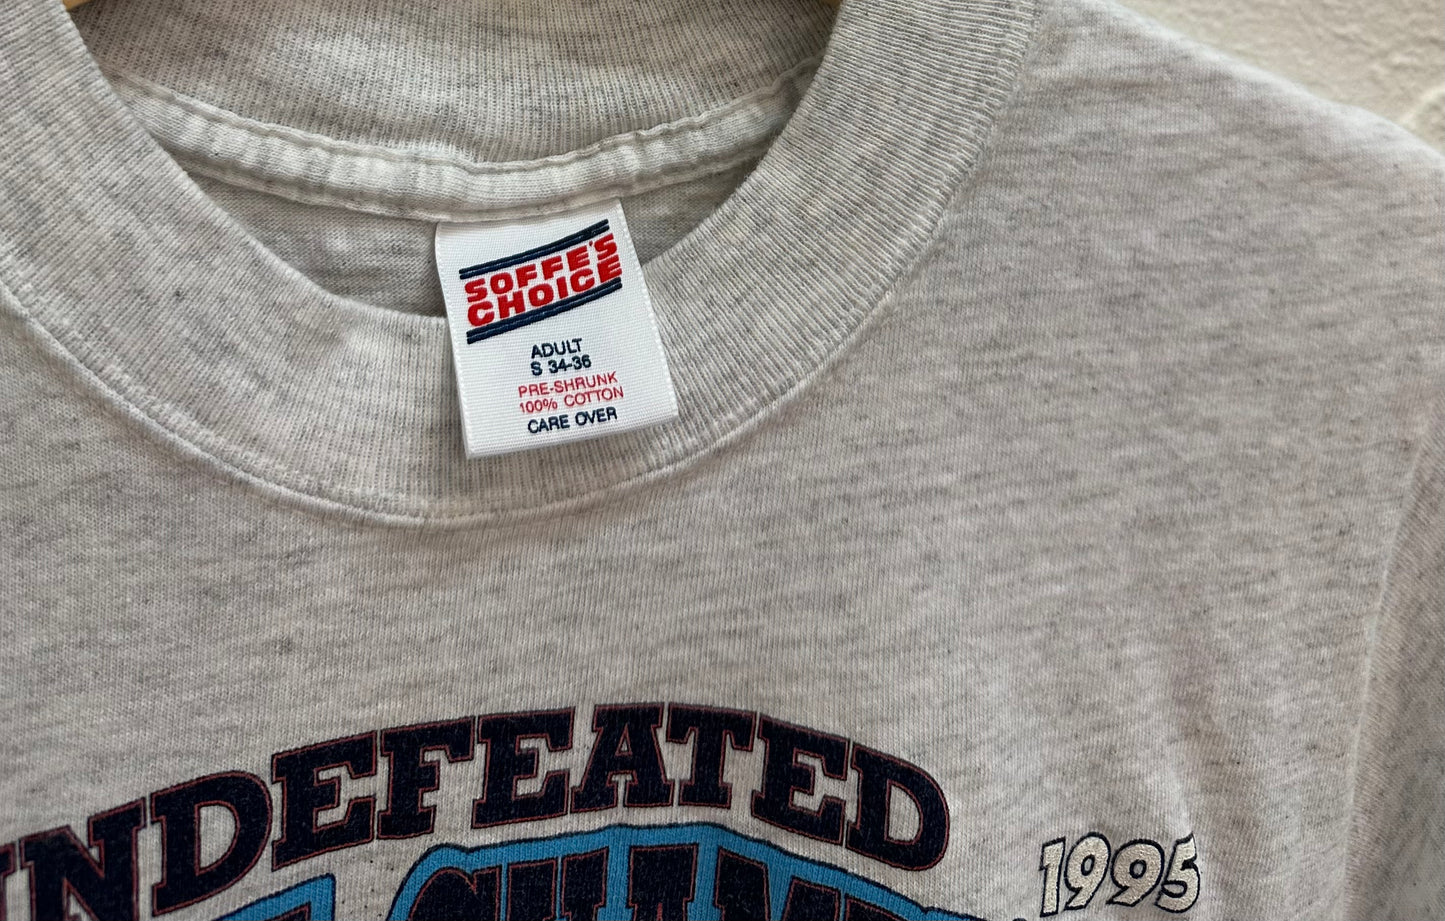 SOFFE'S
CHOICE
ADULT
S 34-36
PRE-SHRUNK
100% COTTON
CARE OVER
UNDEFEATED
1995